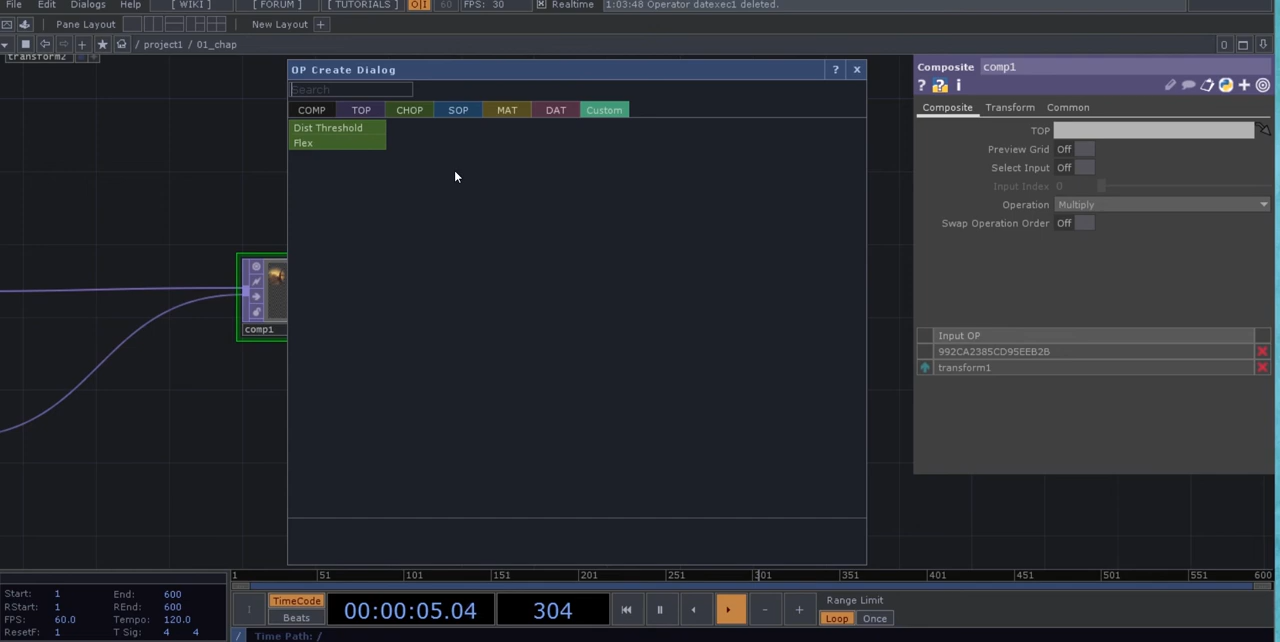 File Edit Dialogs Help [ WIKI ] [ FORUM ] [ TUTORIALS ] O|I 60 FPS: 30 Realtime 1:03:48 Operator datexec1 deleted.
Pane Layout New Layout +
/ project1 / 01_chap 0
transform2
OP Create Dialog ? x
Search
COMP TOP CHOP SOP MAT DAT Custom
Dist Threshold
Flex
comp1
Composite comp1
? ? i
Composite Transform Common
TOP
Preview Grid Off
Select Input Off
Input Index 0
Operation Multiply
Swap Operation Order Off
Input OP
992CA2385CD95EEB2B
transform1
1 51 101 151 201 251 301 351 401 451 501 551 600
Start: 1 End: 600
RStart: 1 REnd: 600
FPS: 60.0 Tempo: 120.0
ResetF: 1 T Sig: 4 4
TimeCode
Beats
00:00:05.04 304
Range Limit
Loop Once
/ Time Path: /